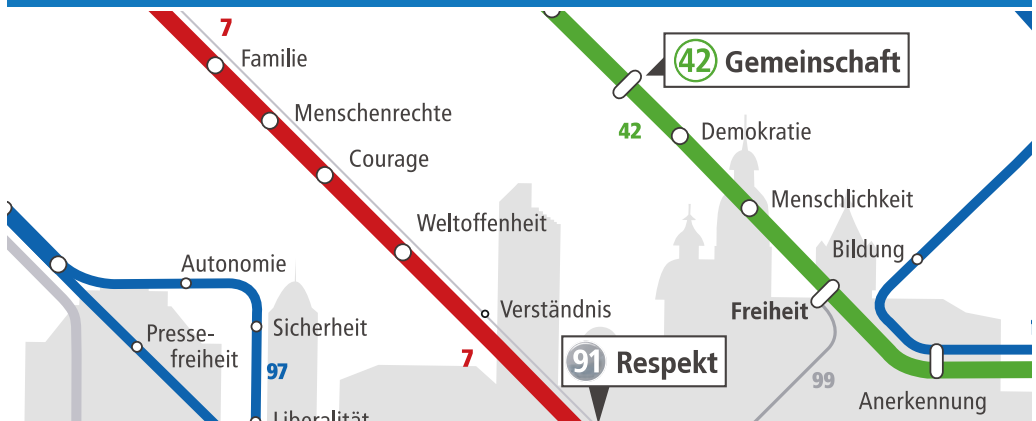 7
Familie
Menschenrechte
Courage
Weltoffenheit
Verständnis
7
91 Respekt
42 Gemeinschaft
42
Demokratie
Menschlichkeit
Bildung
Freiheit
99
Anerkennung
Autonomie
Sicherheit
Presse-
freiheit
97
Liberalität